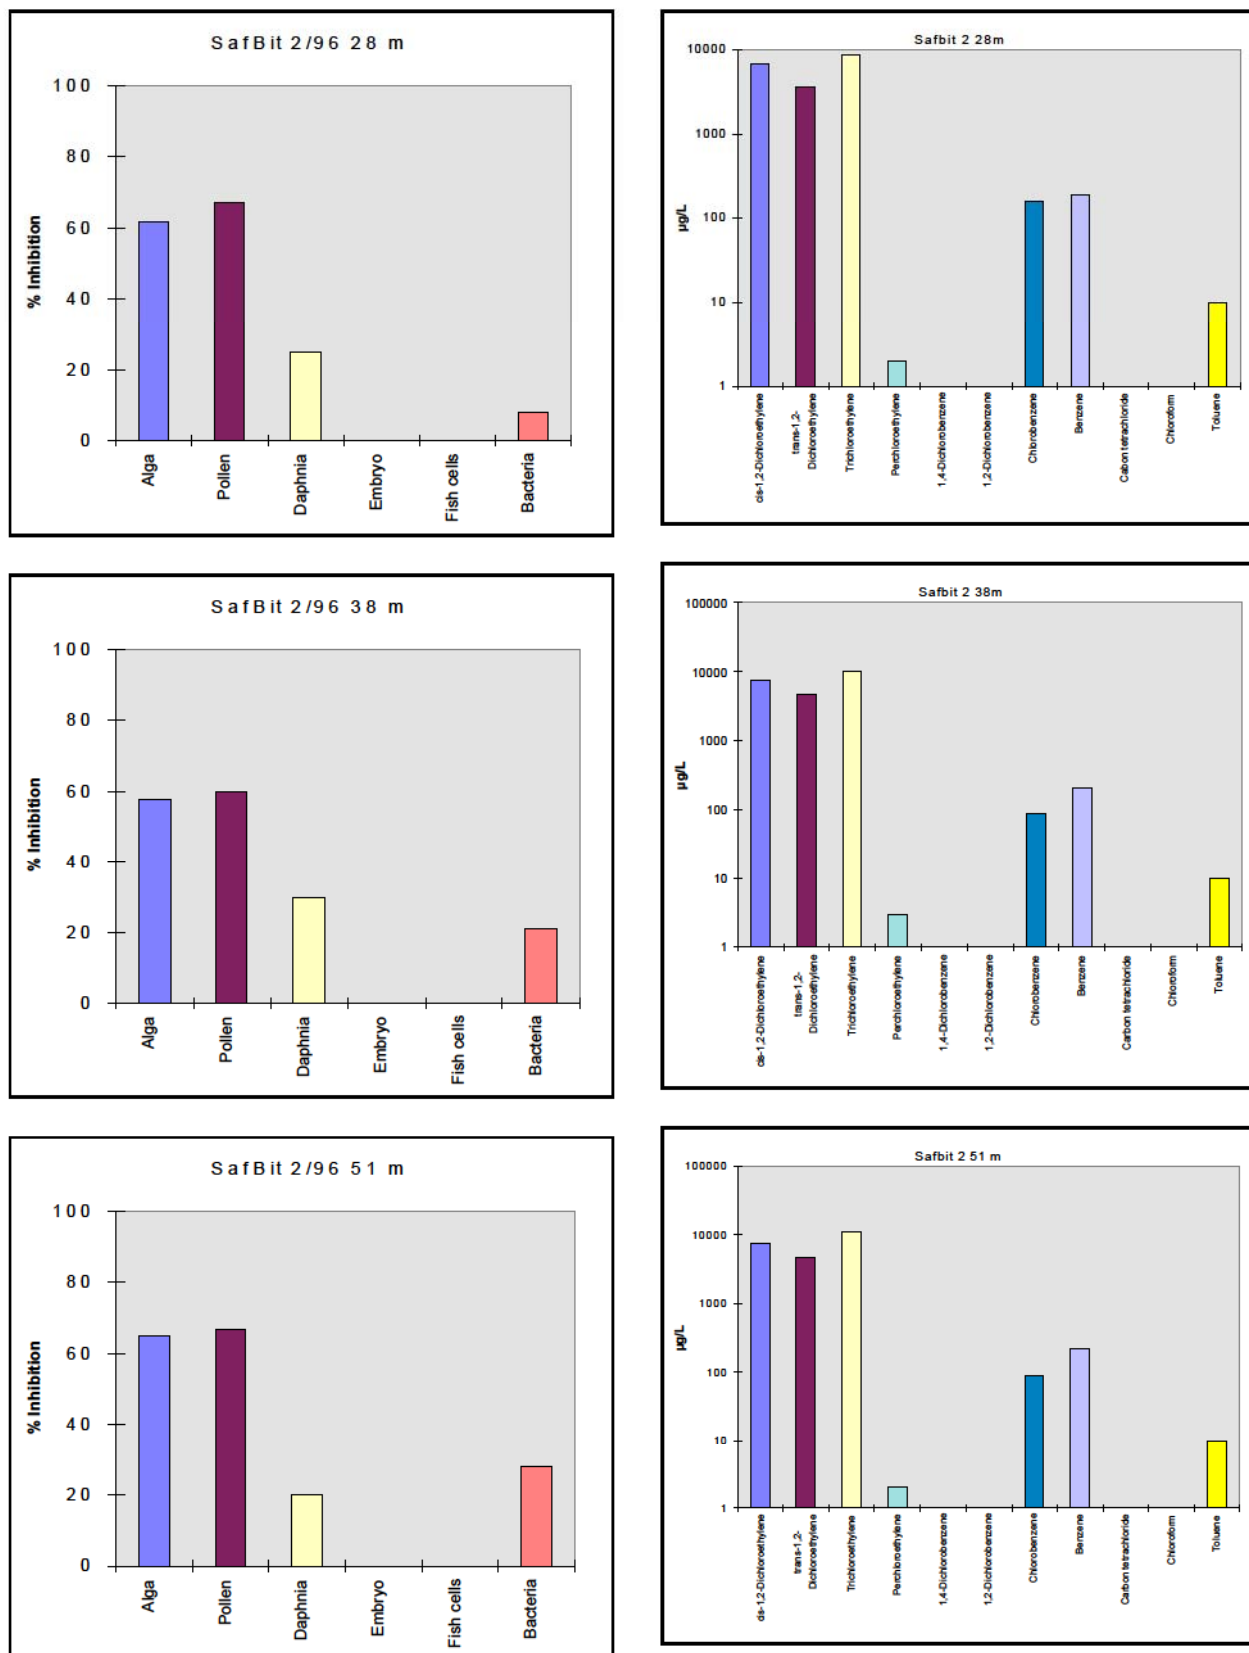 SafBit 2/96 28 m
100
80
60
40
20
0
% Inhibition
Alga
Pollen
Daphnia
Embryo
Fish cells
Bacteria
Safbit 2 28m
10000
1000
100
10
1
µg/L
cis-1,2-Dichloroethylene
trans-1,2-
Dichloroethylene
Trichloroethylene
Perchloroethylene
1,4-Dichlorobenzene
1,2-Dichlorobenzene
Chlorobenzene
Benzene
Cabon tetrachloride
Chloroform
Toluene
SafBit 2/96 38 m
100
80
60
40
20
0
% Inhibition
Alga
Pollen
Daphnia
Embryo
Fish cells
Bacteria
Safbit 2 38m
100000
10000
1000
100
10
1
µg/L
cis-1,2-Dichloroethylene
trans-1,2-
Dichloroethylene
Trichloroethylene
Perchloroethylene
1,4-Dichlorobenzene
1,2-Dichlorobenzene
Chlorobenzene
Benzene
Carbon tetrachloride
Chloroform
Toluene
SafBit 2/96 51 m
100
80
60
40
20
0
% Inhibition
Alga
Pollen
Daphnia
Embryo
Fish cells
Bacteria
Safbit 2 51 m
100000
10000
1000
100
10
1
µg/L
cis-1,2-Dichloroethylene
trans-1,2-
Dichloroethylene
Trichloroethylene
Perchloroethylene
1,4-Dichlorobenzene
1,2-Dichlorobenzene
Chlorobenzene
Benzene
Carbon tetrachloride
Chloroform
Toluene